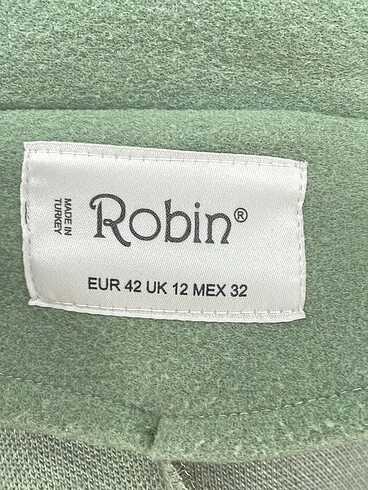 MADE IN
TURKEY
Robin®
EUR 42 UK 12 MEX 32